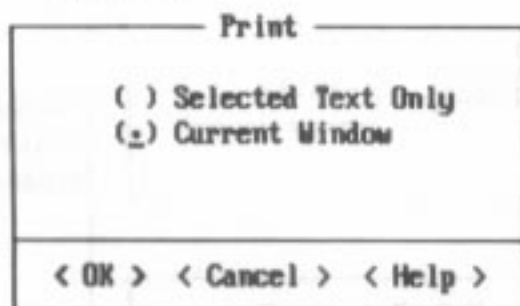 Print
( ) Selected Text Only
(•) Current Window
< OK > < Cancel > < Help >